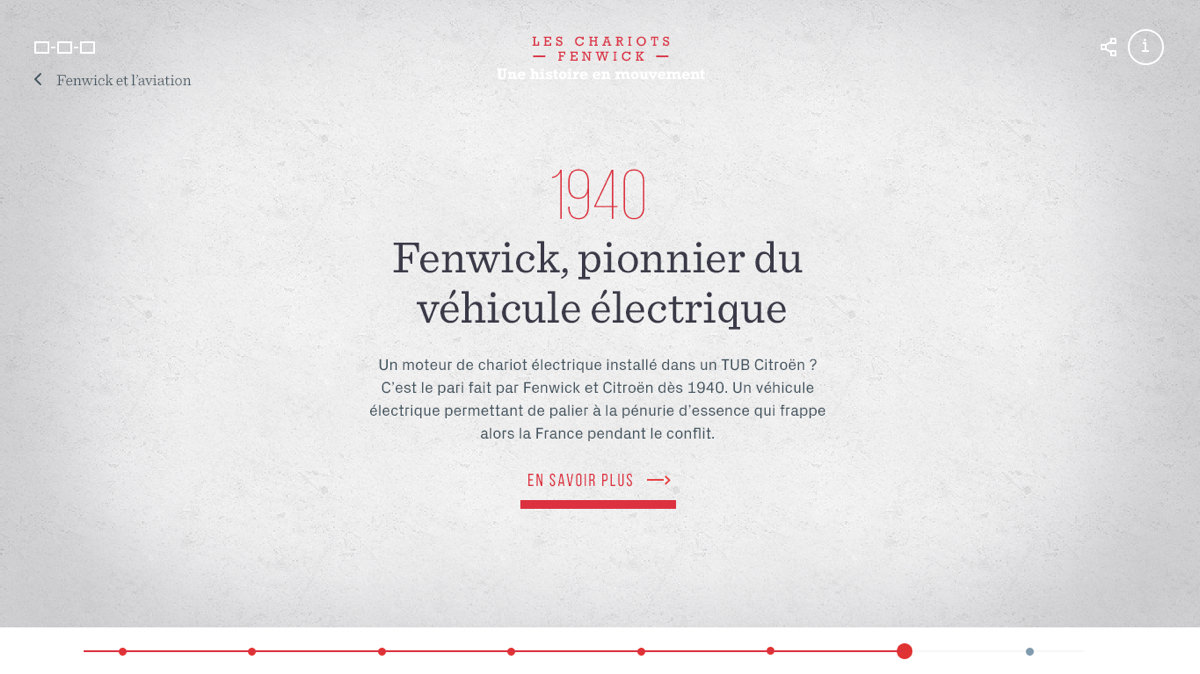 LES CHARIOTS
— FENWICK —
Une histoire en mouvement
i
Fenwick et l’aviation
1940
Fenwick, pionnier du
véhicule électrique
Un moteur de chariot électrique installé dans un TUB Citroën ?
C’est le pari fait par Fenwick et Citroën dès 1940. Un véhicule
électrique permettant de palier à la pénurie d’essence qui frappe
alors la France pendant le conflit.
EN SAVOIR PLUS